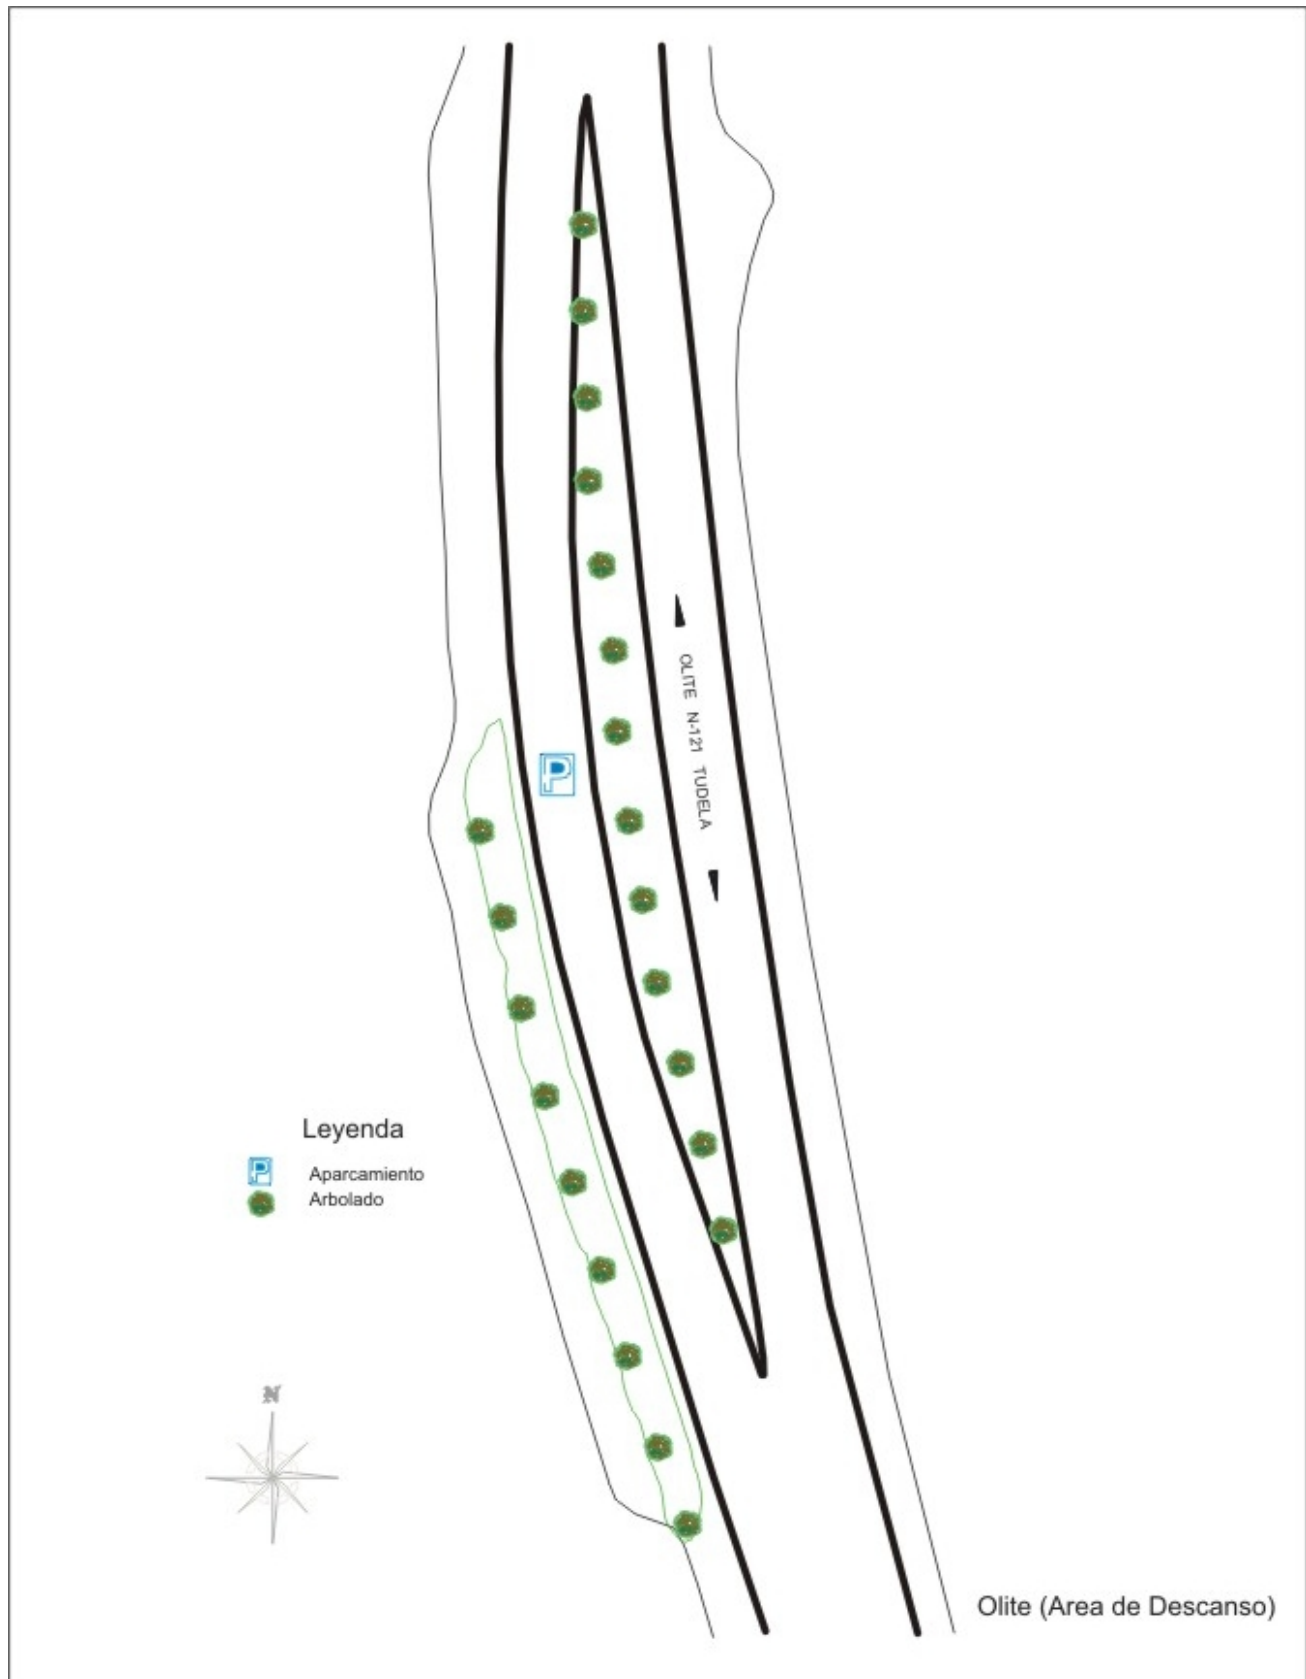 OLITE N-121 TUDELA
P
Leyenda
P
Aparcamiento
Arbolado
N
Olite (Area de Descanso)